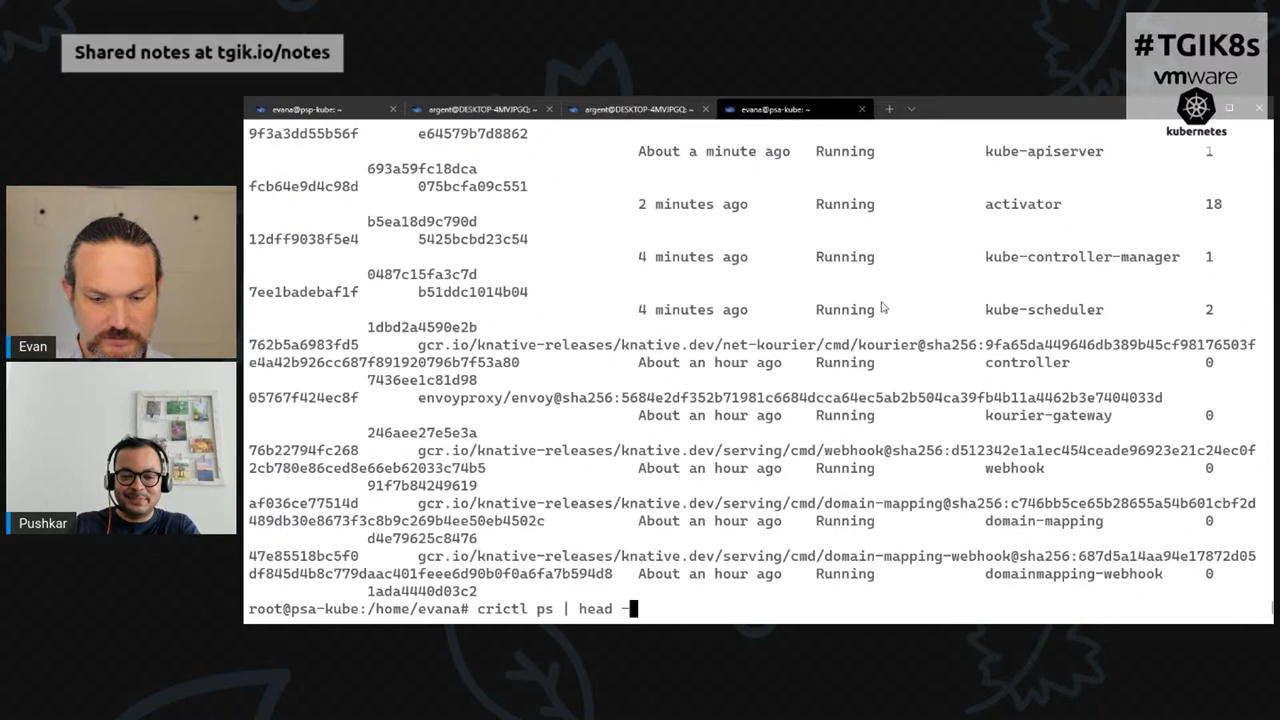 Shared notes at tgik.io/notes
#TGIK8s
vmware
kubernetes
evana@psp-kube: ~
argent@DESKTOP-4MVJPGQ: ~
argent@DESKTOP-4MVJPGQ: ~
evana@psa-kube: ~
9f3a3dd55b56f e64579b7d8862
About a minute ago Running kube-apiserver 1
693a59fc18dca
fcb64e9d4c98d 075bcfa09c551
2 minutes ago Running activator 18
b5ea18d9c790d
12dff9038f5e4 5425bcbd23c54
4 minutes ago Running kube-controller-manager 1
0487c15fa3c7d
7ee1badebaf1f b51ddc1014b04
4 minutes ago Running kube-scheduler 2
1dbd2a4590e2b
762b5a6983fd5 gcr.io/knative-releases/knative.dev/net-kourier/cmd/kourier@sha256:9fa65da449646db389b45cf98176503f
e4a42b926cc687f891920796b7f53a80 About an hour ago Running controller 0
7436ee1c81d98
05767f424ec8f envoyproxy/envoy@sha256:5684e2df352b71981c6684dcca64ec5ab2b504ca39fb4b11a4462b3e7404033d
About an hour ago Running kourier-gateway 0
246aee27e5e3a
76b22794fc268 gcr.io/knative-releases/knative.dev/serving/cmd/webhook@sha256:d512342e1a1ec454ceade96923e21c24ec0f
2cb780e86ced8e66eb62033c74b5 About an hour ago Running webhook 0
91f7b84249619
af036ce77514d gcr.io/knative-releases/knative.dev/serving/cmd/domain-mapping@sha256:c746bb5ce65b28655a54b601cbf2d
489db30e8673f3c8b9c269b4ee50eb4502c About an hour ago Running domain-mapping 0
d4e79625c8476
47e85518bc5f0 gcr.io/knative-releases/knative.dev/serving/cmd/domain-mapping-webhook@sha256:687d5a14aa94e17872d05
df845d4b8c779daac401feee6d90b0f0a6fa7b594d8 About an hour ago Running domainmapping-webhook 0
1ada4440d03c2
root@psa-kube:/home/evana# crictl ps | head -
Evan
Pushkar